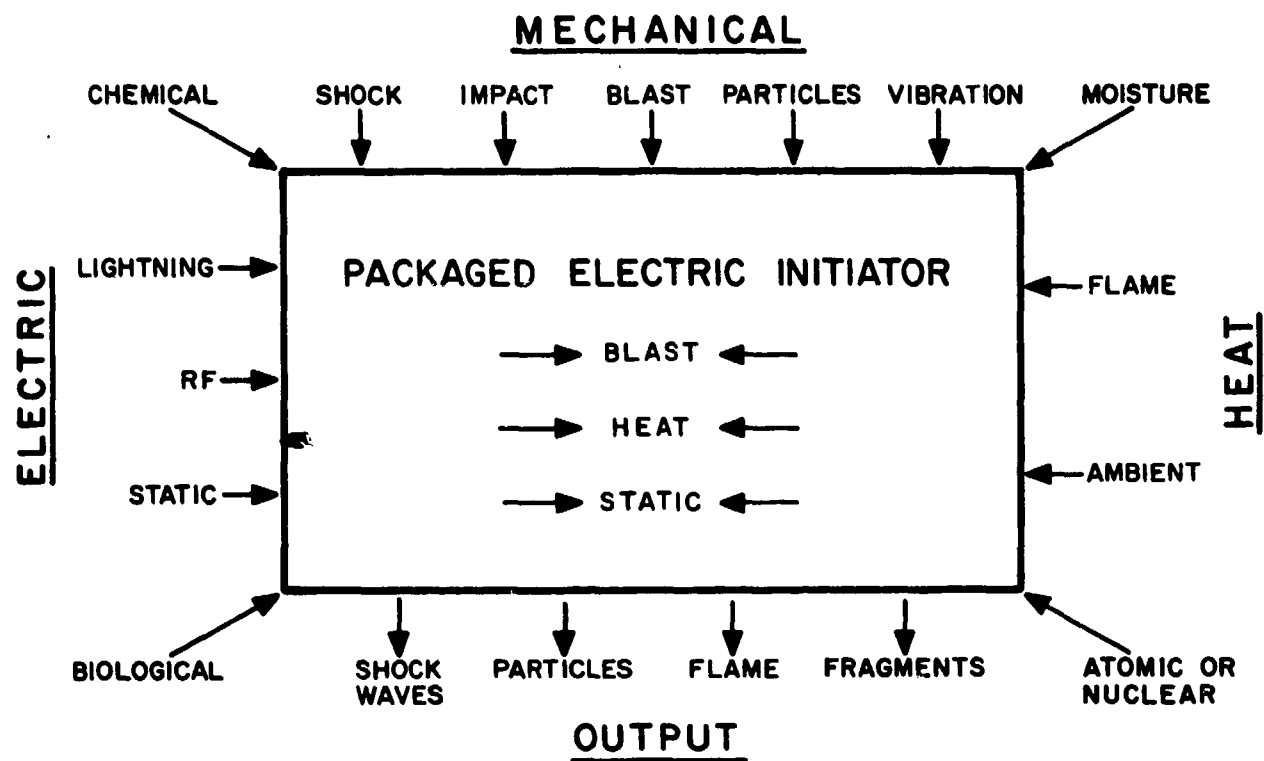 MECHANICAL
CHEMICAL SHOCK IMPACT BLAST PARTICLES VIBRATION MOISTURE
ELECTRIC
LIGHTNING
RF
STATIC
PACKAGED ELECTRIC INITIATOR
BLAST
HEAT
STATIC
FLAME
AMBIENT
HEAT
BIOLOGICAL
SHOCK
WAVES
PARTICLES
FLAME
FRAGMENTS
ATOMIC OR
NUCLEAR
OUTPUT